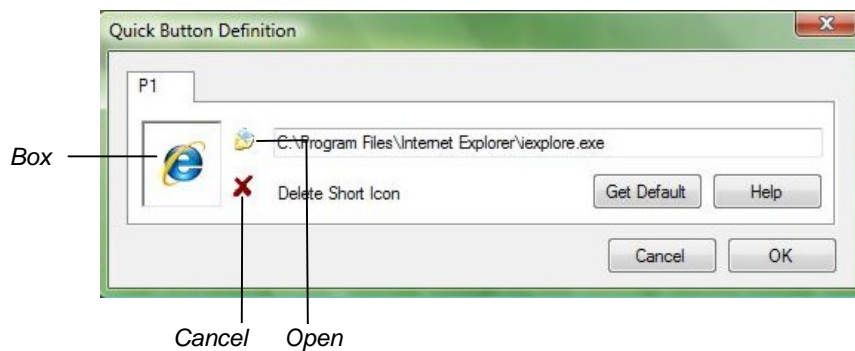 Quick Button Definition
P1
Box
C:\Program Files\Internet Explorer\iexplore.exe
Delete Short Icon
Get Default
Help
Cancel
OK
Cancel
Open